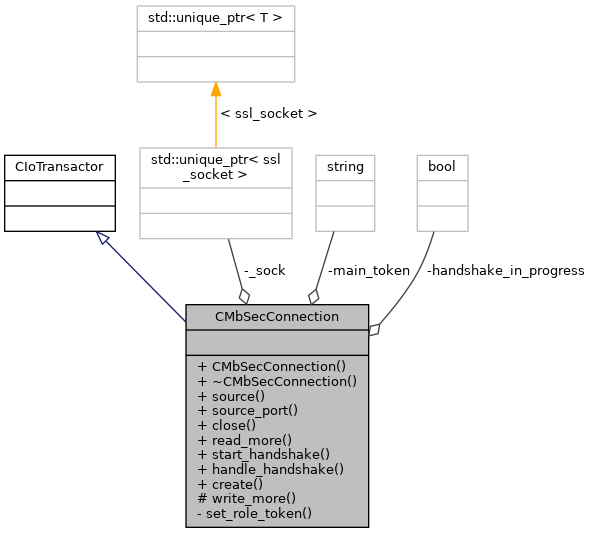 std::unique_ptr< T >
< ssl_socket >
CIoTransactor
std::unique_ptr< ssl
_socket >
string
bool
-_sock
-main_token
-handshake_in_progress
CMbSecConnection
+ CMbSecConnection()
+ ~CMbSecConnection()
+ source()
+ source_port()
+ close()
+ read_more()
+ start_handshake()
+ handle_handshake()
+ create()
# write_more()
- set_role_token()